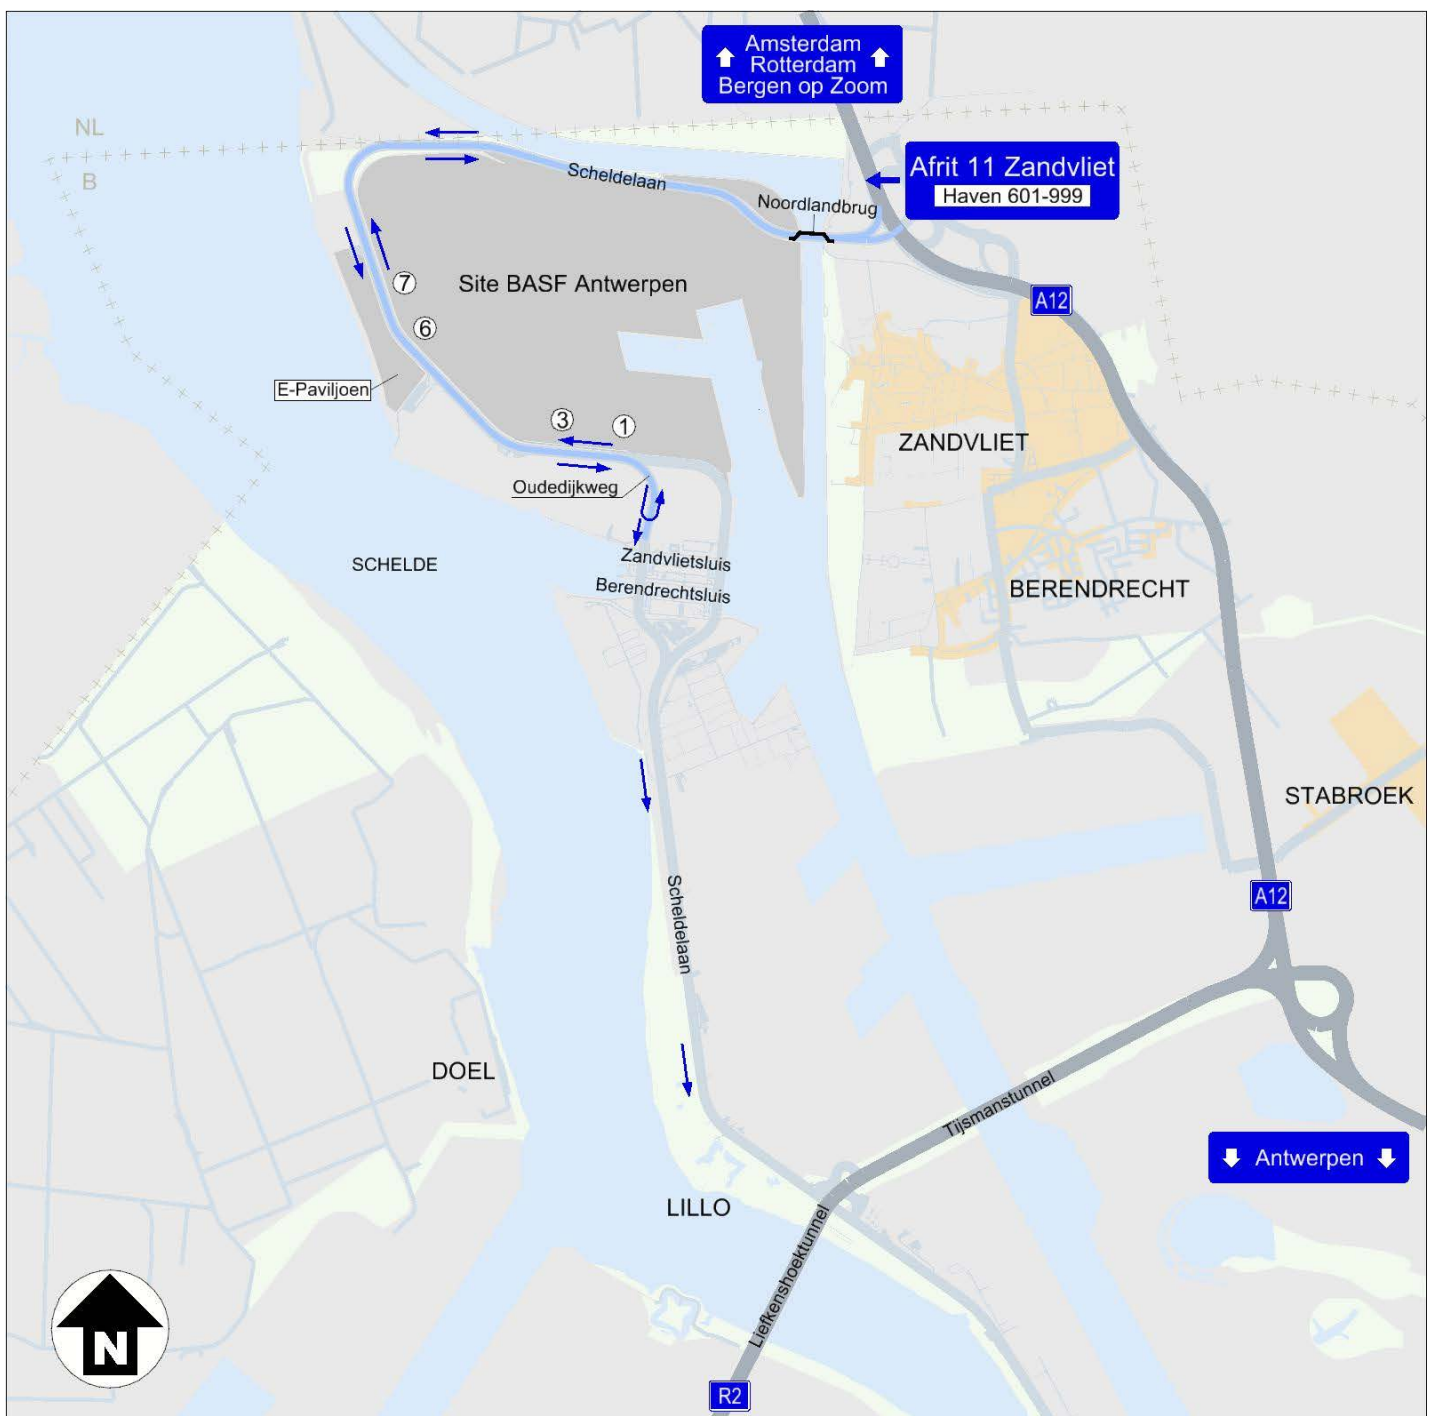 Amsterdam
Rotterdam
Bergen op Zoom
NL
B
Afrit 11 Zandvliet
Haven 601-999
Scheldelaan
Noordlandbrug
7
Site BASF Antwerpen
A12
6
E-Paviljoen
3
1
ZANDVLIET
Oudedijkweg
SCHELDE
Zandvlietsluis
Berendrechtsluis
BERENDRECHT
STABROEK
Scheldelaan
A12
DOEL
Tijsmanstunnel
Antwerpen
LILLO
Liefkenshoektunnel
N
R2